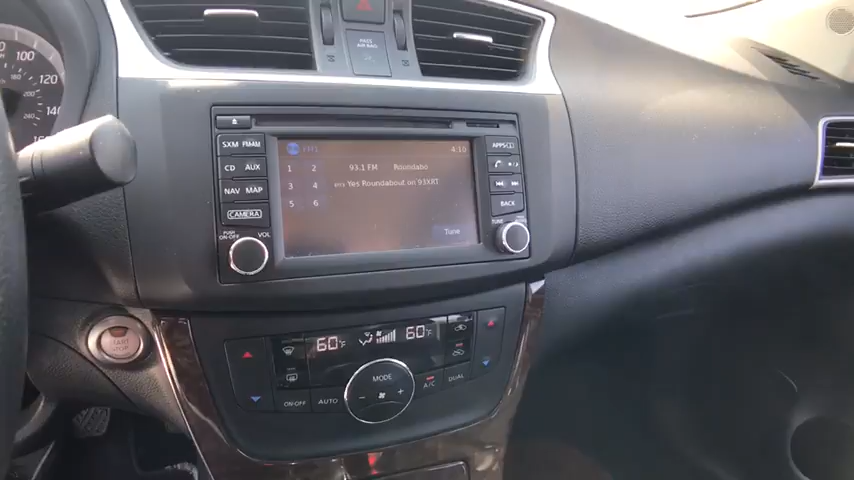 100
120
140
160
PASS
AIR BAG
SXM FM/AM
CD AUX
NAV MAP
CAMERA
PUSH
ON·OFF
VOL
FM1
4:10
1 2
3 4
5 6
93.1 FM Roundabo
Yes Roundabout on 93XRT
Tune
APPS
BACK
TUNE
START
STOP
60°F
60°F
MODE
ON·OFF
AUTO
A/C
DUAL
- +